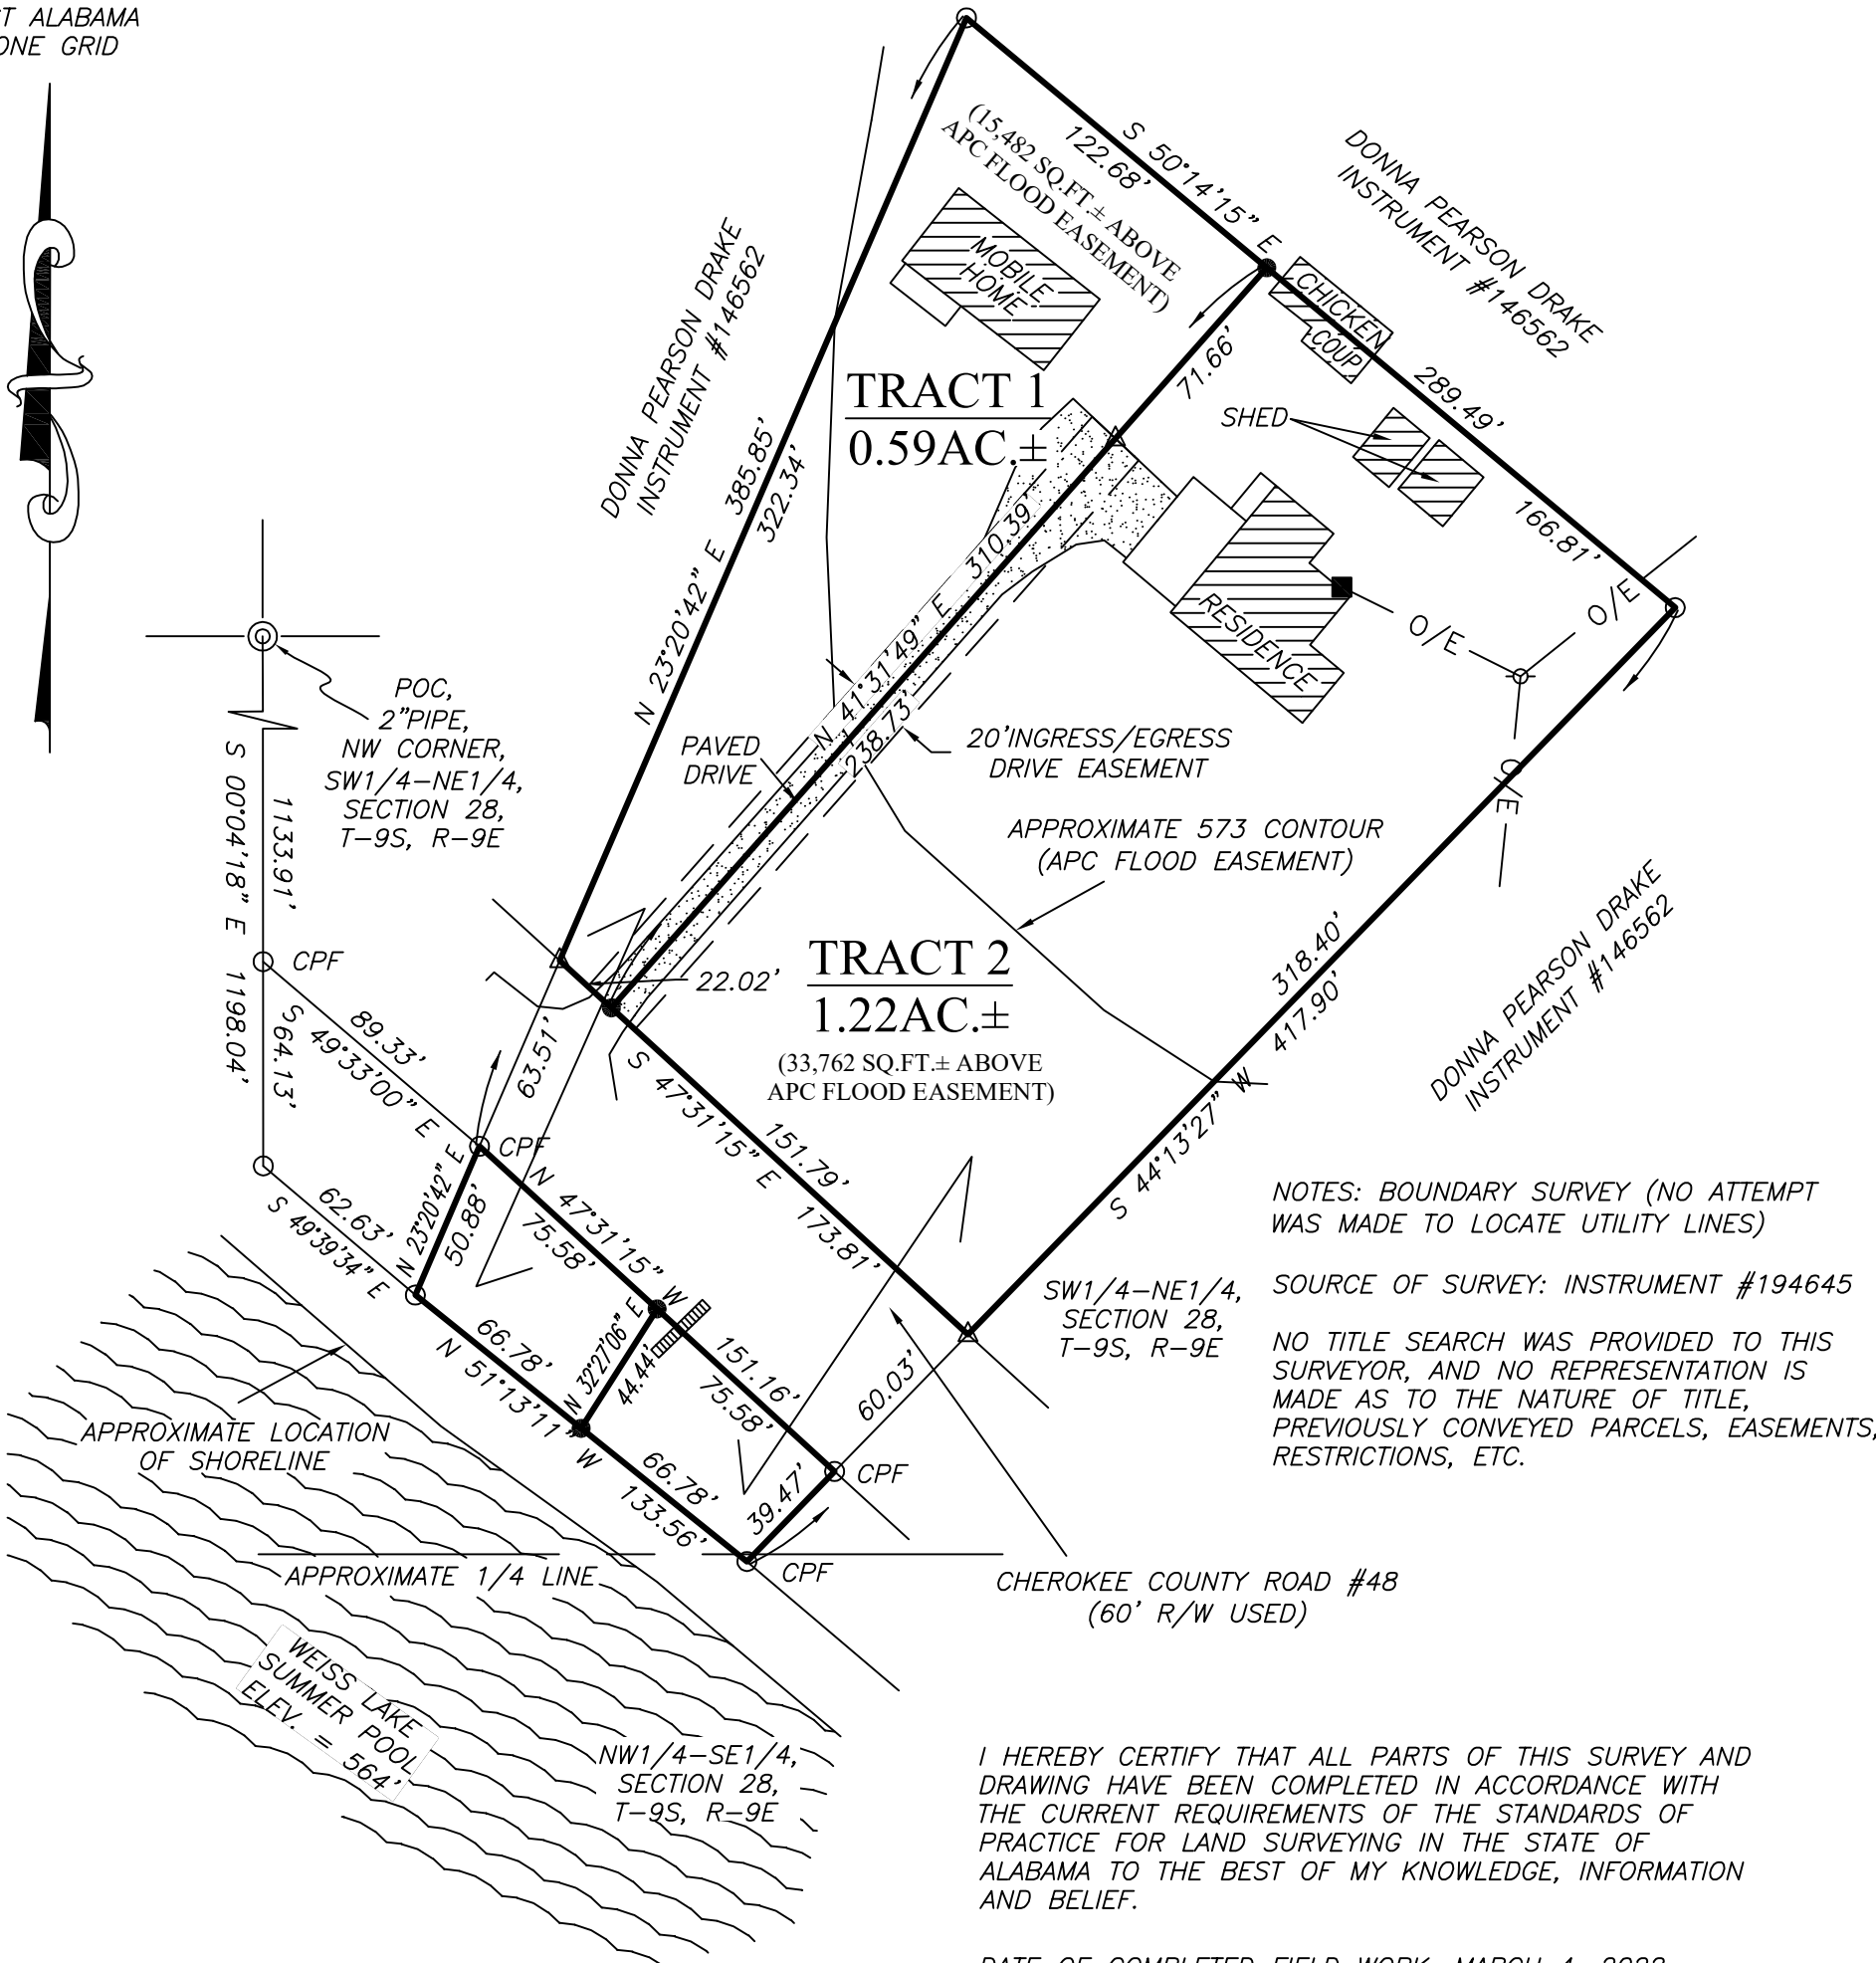 T ALABAMA
ONE GRID
S 50°14'15" E
122.68'
(15,482 SQ.FT.± ABOVE
APC FLOOD EASEMENT)
DONNA PEARSON DRAKE
INSTRUMENT #146562
MOBILE
HOME
CHICKEN
COUP
289.49'
166.81'
SHED
71.66'
DONNA PEARSON DRAKE
INSTRUMENT #146562
TRACT 1
0.59AC.±
N 23°20'42" E 385.85'
322.34'
N 41°31'49" E 310.39'
238.73'
RESIDENCE
O/E
O/E
O/E
POC,
2"PIPE,
NW CORNER,
SW1/4-NE1/4,
SECTION 28,
T-9S, R-9E
PAVED
DRIVE
20'INGRESS/EGRESS
DRIVE EASEMENT
APPROXIMATE 573 CONTOUR
(APC FLOOD EASEMENT)
S 00°04'18" E 1198.04'
1133.91'
64.13'
CPF
S 49°33'00" E
89.33'
22.02'
TRACT 2
1.22AC.±
(33,762 SQ.FT.± ABOVE
APC FLOOD EASEMENT)
318.40'
S 44°13'27" W 417.90'
DONNA PEARSON DRAKE
INSTRUMENT #146562
63.51'
CPF
S 47°31'15" E
151.79'
173.81'
62.63'
S 49°39'34" E
N 23°20'42" E
50.88'
N 47°31'15" W
75.58'
151.16'
75.58'
N 32°27'06" E
44.44'
66.78'
N 51°13'11" W
66.78'
133.56'
39.47'
60.03'
CPF
CPF
SW1/4-NE1/4,
SECTION 28,
T-9S, R-9E
NOTES: BOUNDARY SURVEY (NO ATTEMPT
WAS MADE TO LOCATE UTILITY LINES)
SOURCE OF SURVEY: INSTRUMENT #194645
NO TITLE SEARCH WAS PROVIDED TO THIS
SURVEYOR, AND NO REPRESENTATION IS
MADE AS TO THE NATURE OF TITLE,
PREVIOUSLY CONVEYED PARCELS, EASEMENTS,
RESTRICTIONS, ETC.
APPROXIMATE LOCATION
OF SHORELINE
APPROXIMATE 1/4 LINE
CHEROKEE COUNTY ROAD #48
(60' R/W USED)
WEISS LAKE
SUMMER POOL
ELEV. = 564'
NW1/4-SE1/4,
SECTION 28,
T-9S, R-9E
I HEREBY CERTIFY THAT ALL PARTS OF THIS SURVEY AND
DRAWING HAVE BEEN COMPLETED IN ACCORDANCE WITH
THE CURRENT REQUIREMENTS OF THE STANDARDS OF
PRACTICE FOR LAND SURVEYING IN THE STATE OF
ALABAMA TO THE BEST OF MY KNOWLEDGE, INFORMATION
AND BELIEF.
DATE OF COMPLETED FIELD WORK: MARCH 4,